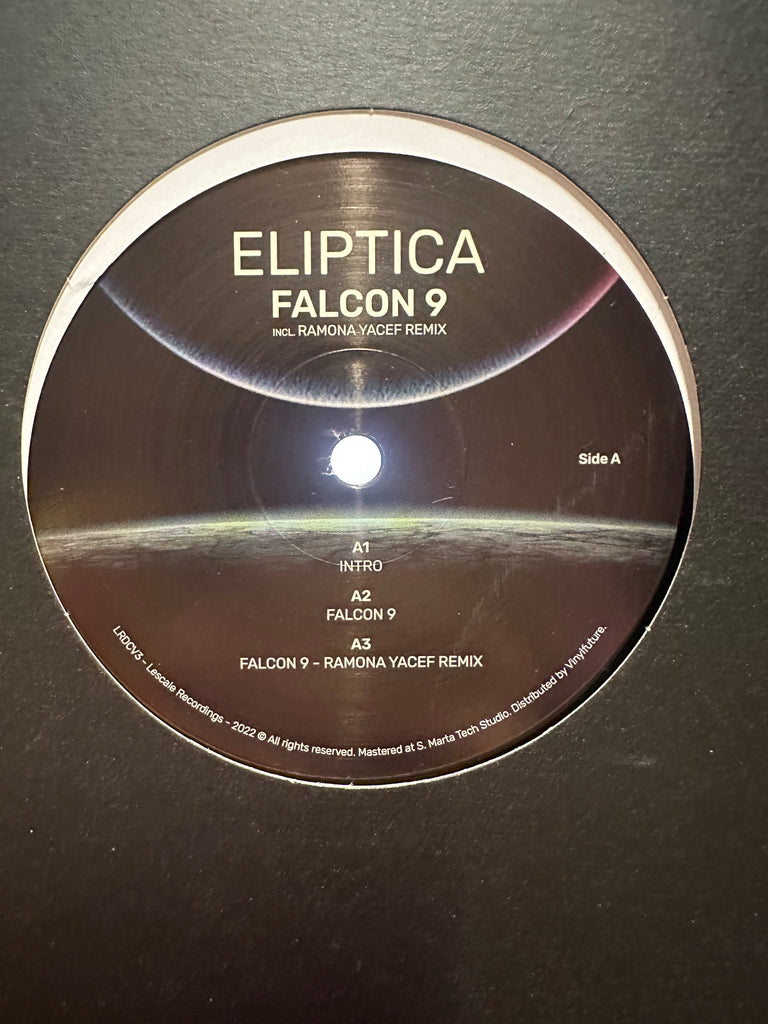 ELIPTICA
FALCON 9
INCL. RAMONA YACEF REMIX
Side A
A1
INTRO
A2
FALCON 9
A3
FALCON 9 - RAMONA YACEF REMIX
LRDCV3 - Lescale Recordings - 2022 © All rights reserved. Mastered at S. Marta Tech Studio. Distributed by Vinylfuture.